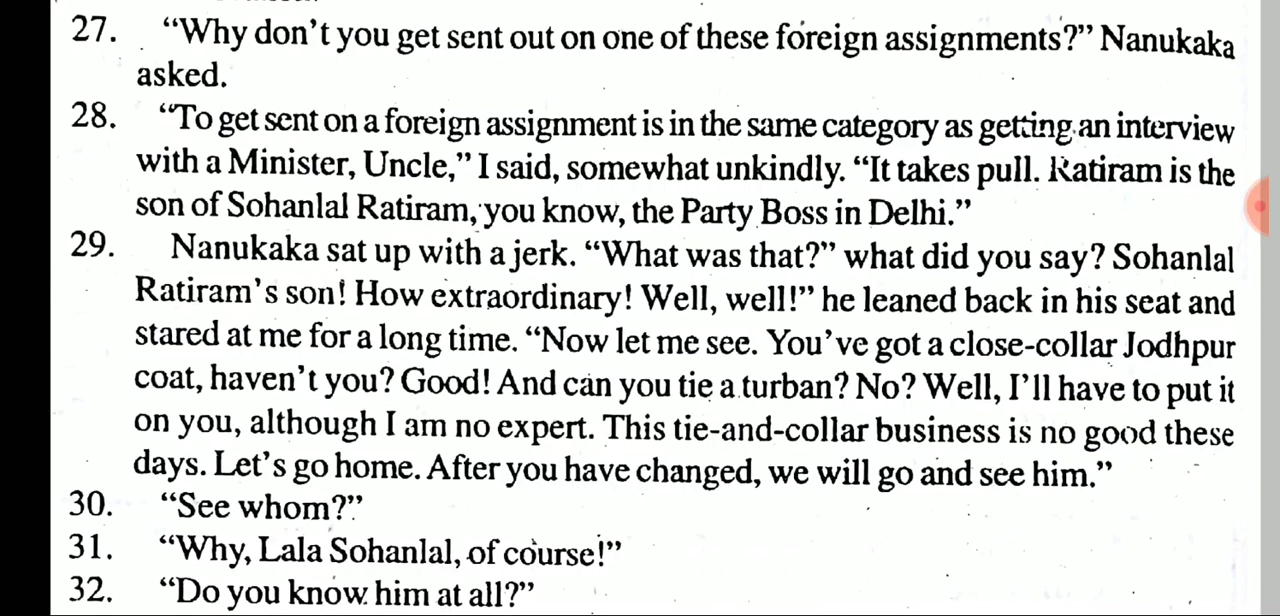 27. “Why don’t you get sent out on one of these foreign assignments?” Nanukaka
asked.
28. “To get sent on a foreign assignment is in the same category as getting an interview
with a Minister, Uncle,” I said, somewhat unkindly. “It takes pull. Ratiram is the
son of Sohanlal Ratiram, you know, the Party Boss in Delhi.”
29. Nanukaka sat up with a jerk. “What was that?” what did you say? Sohanlal
Ratiram’s son! How extraordinary! Well, well!” he leaned back in his seat and
stared at me for a long time. “Now let me see. You’ve got a close-collar Jodhpur
coat, haven’t you? Good! And can you tie a turban? No? Well, I’ll have to put it
on you, although I am no expert. This tie-and-collar business is no good these
days. Let’s go home. After you have changed, we will go and see him.”
30. “See whom?”
31. “Why, Lala Sohanlal, of course!”
32. “Do you know him at all?”